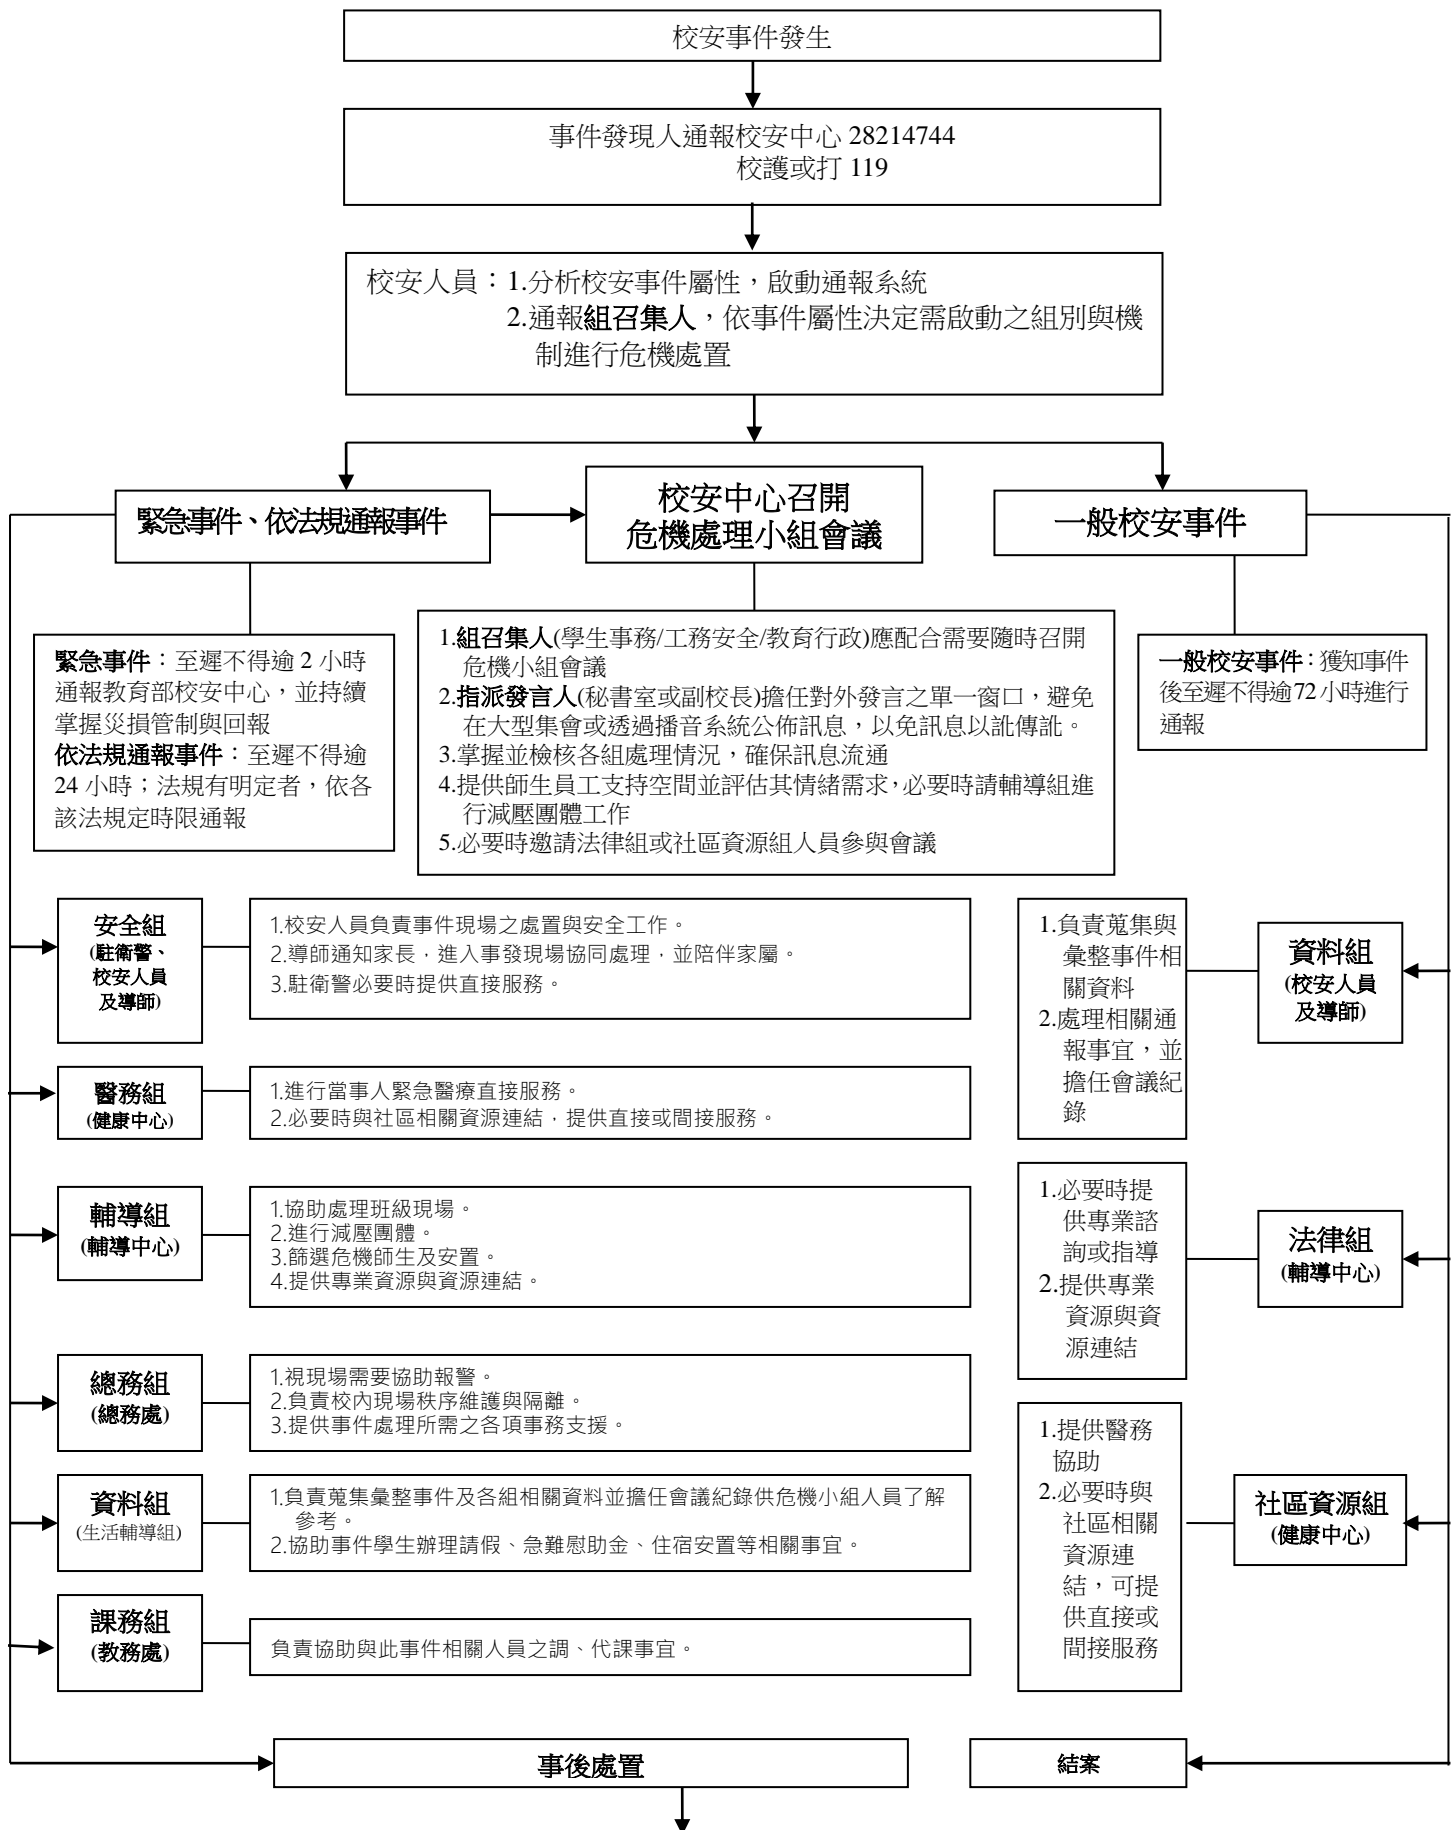 校安事件發生
事件發現人通報校安中心 28214744
校護或打 119
校安人員：1.分析校安事件屬性，啟動通報系統
2.通報組召集人，依事件屬性決定需啟動之組別與機
制進行危機處置
緊急事件、依法規通報事件
校安中心召開
危機處理小組會議
一般校安事件
緊急事件：至遲不得逾 2 小時
通報教育部校安中心，並持續
掌握災損管制與回報
依法規通報事件：至遲不得逾
24 小時；法規有明定者，依各
該法規定時限通報
1.組召集人(學生事務/工務安全/教育行政)應配合需要隨時召開
危機小組會議
2.指派發言人(秘書室或副校長)擔任對外發言之單一窗口，避免
在大型集會或透過播音系統公佈訊息，以免訊息以訛傳訛。
3.掌握並檢核各組處理情況，確保訊息流通
4.提供師生員工支持空間並評估其情緒需求，必要時請輔導組進
行減壓團體工作
5.必要時邀請法律組或社區資源組人員參與會議
一般校安事件：獲知事件
後至遲不得逾 72 小時進行
通報
安全組
(駐衛警、
校安人員
及導師)
1.校安人員負責事件現場之處置與安全工作。
2.導師通知家長，進入事發現場協同處理，並陪伴家屬。
3.駐衛警必要時提供直接服務。
醫務組
(健康中心)
1.進行當事人緊急醫療直接服務。
2.必要時與社區相關資源連結，提供直接或間接服務。
輔導組
(輔導中心)
1.協助處理班級現場。
2.進行減壓團體。
3.篩選危機師生及安置。
4.提供專業資源與資源連結。
總務組
(總務處)
1.視現場需要協助報警。
2.負責校內現場秩序維護與隔離。
3.提供事件處理所需之各項事務支援。
資料組
(生活輔導組)
1.負責蒐集彙整事件及各組相關資料並擔任會議紀錄供危機小組人員了解
參考。
2.協助事件學生辦理請假、急難慰助金、住宿安置等相關事宜。
課務組
(教務處)
負責協助與此事件相關人員之調、代課事宜。
1.負責蒐集與
彙整事件相
關資料
2.處理相關通
報事宜，並
擔任會議紀
錄
資料組
(校安人員
及導師)
1.必要時提
供專業諮
詢或指導
2.提供專業
資源與資
源連結
法律組
(輔導中心)
1.提供醫務
協助
2.必要時與
社區相關
資源連
結，可提
供直接或
間接服務
社區資源組
(健康中心)
事後處置
結案